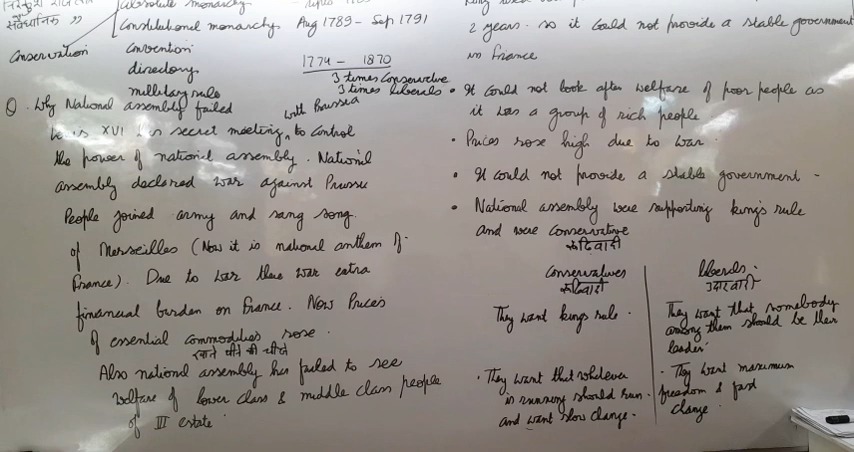 Absolute monarchy
संवैधानिक "
Constitutional monarchy Aug 1789 - Sep 1791
Conservation
Convention
directory
military rule
1774 - 1870
3 times Conservative
3 times liberals
Q. Why National assembly failed
with Prussia
XVI secret meeting to control
the power of national assembly. National
assembly declared war against Prussia
People joined army and sang song
of Merseilles (Now it is national anthem of
France). Due to war there war extra
financial burden on France. Now Prices
of essential commodities rose.
खाने पीने की चीजें
Also national assembly has failed to see
welfare of lower class & middle class people
of III estate.
2 years. so it could not provide a stable government
in France
• It could not look after welfare of poor people as
it was a group of rich people
• Prices rose high due to war.
• It could not provide a stable government -
• National assembly were supporting king's rule
and were Conservative
रूढिवादी
Conservatives
रूढिवादी
They want kings rule.
• They want that whatever
is running should run.
and want slow change.
liberals.
उदारवादी
They want that, somebody
among them should be their
leader.
• They want maximum
freedom & fast
change.